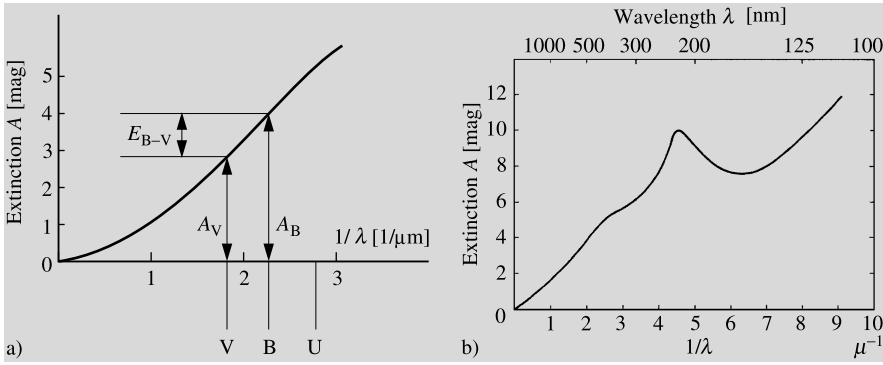 Extinction A [mag]
5
4
3
2
1
0
E_B–V
A_V
A_B
1/ λ [1/μm]
1
2
3
a)
V
B
U
Wavelength λ [nm]
1000 500 300 200 125 100
Extinction A [mag]
12
10
8
6
4
2
0
1 2 3 4 5 6 7 8 9 10
b)
1/λ
μ⁻¹